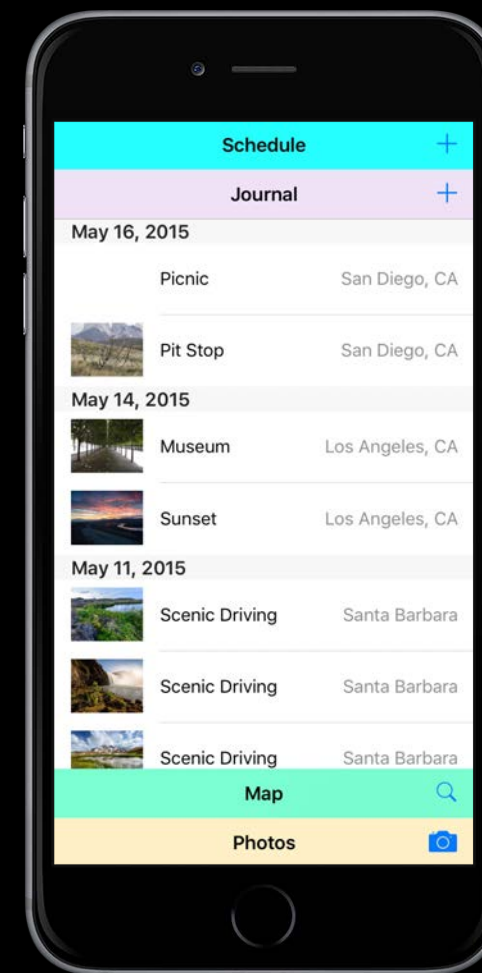 Schedule
Journal
May 16, 2015
Picnic San Diego, CA
Pit Stop San Diego, CA
May 14, 2015
Museum Los Angeles, CA
Sunset Los Angeles, CA
May 11, 2015
Scenic Driving Santa Barbara
Scenic Driving Santa Barbara
Scenic Driving Santa Barbara
Map
Photos